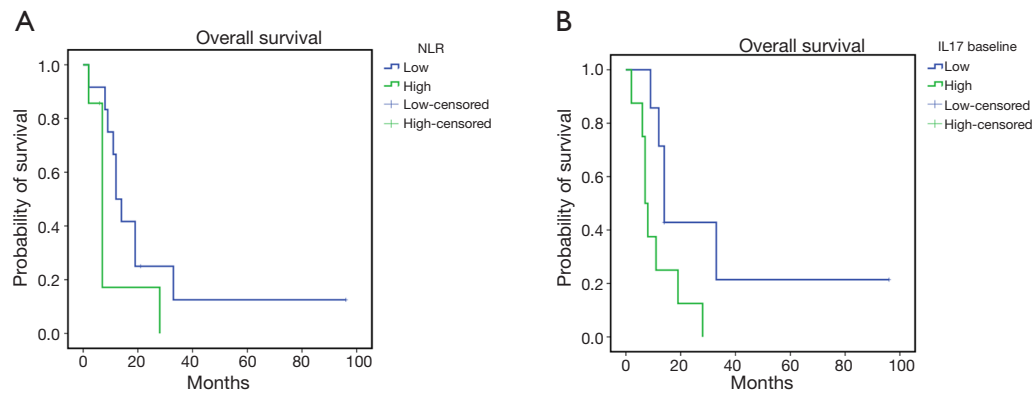 A
Overall survival
NLR
Low
High
Low-censored
High-censored
Probability of survival
1.0
0.8
0.6
0.4
0.2
0.0
0 20 40 60 80 100
Months
B
Overall survival
IL17 baseline
Low
High
Low-censored
High-censored
Probability of survival
1.0
0.8
0.6
0.4
0.2
0.0
0 20 40 60 80 100
Months